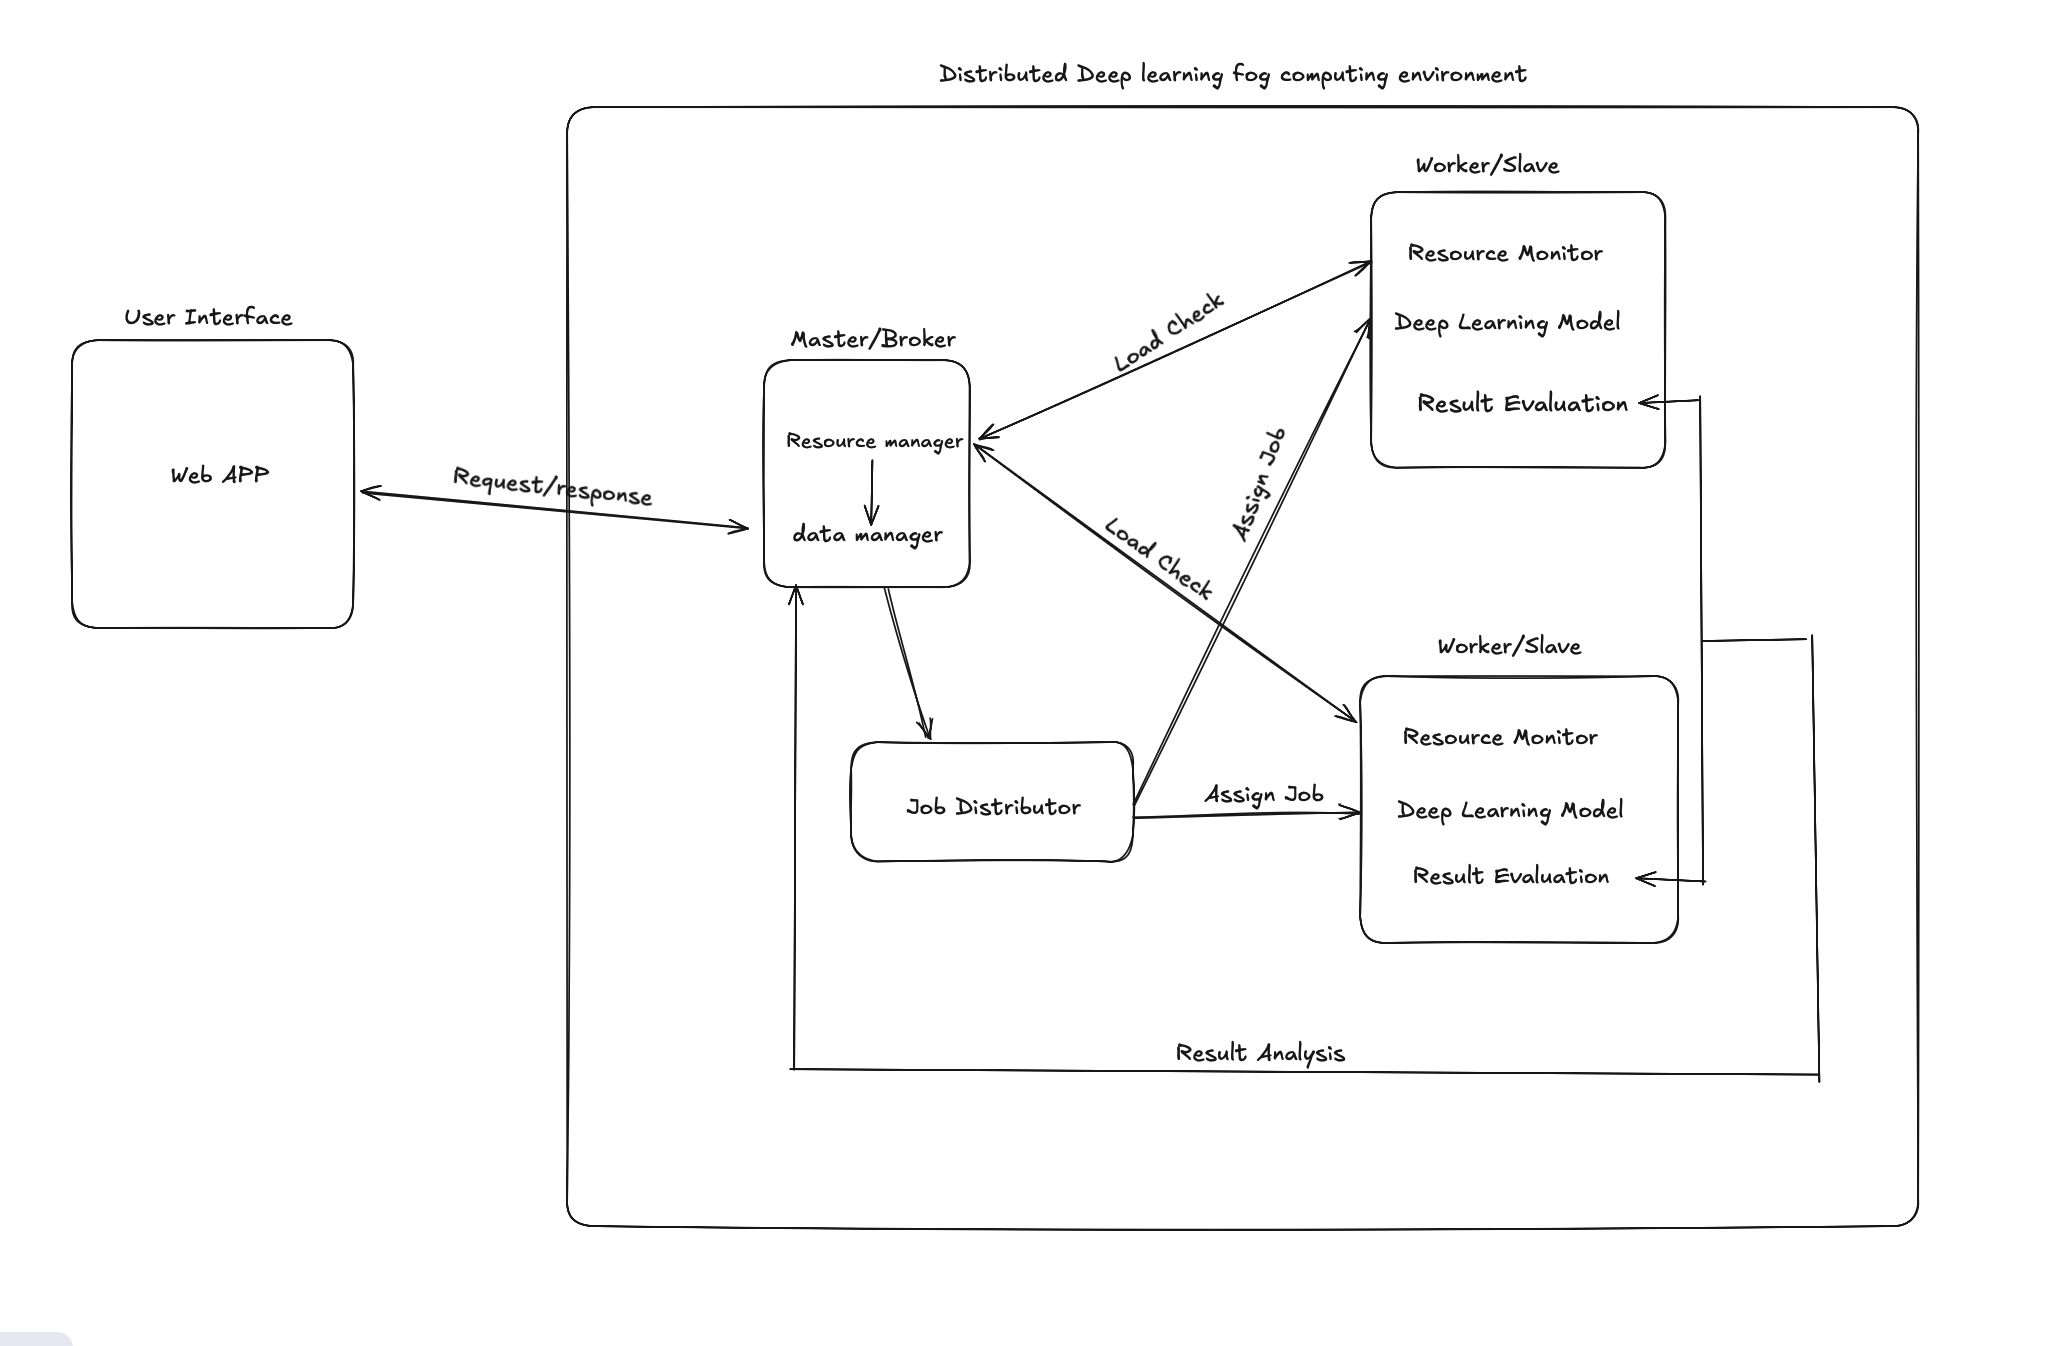 Distributed Deep learning fog computing environment
User Interface
Web APP
Request/response
Master/Broker
Resource manager
data manager
Load Check
Load Check
Assign Job
Assign Job
Job Distributor
Worker/Slave
Resource Monitor
Deep Learning Model
Result Evaluation
Worker/Slave
Resource Monitor
Deep Learning Model
Result Evaluation
Result Analysis